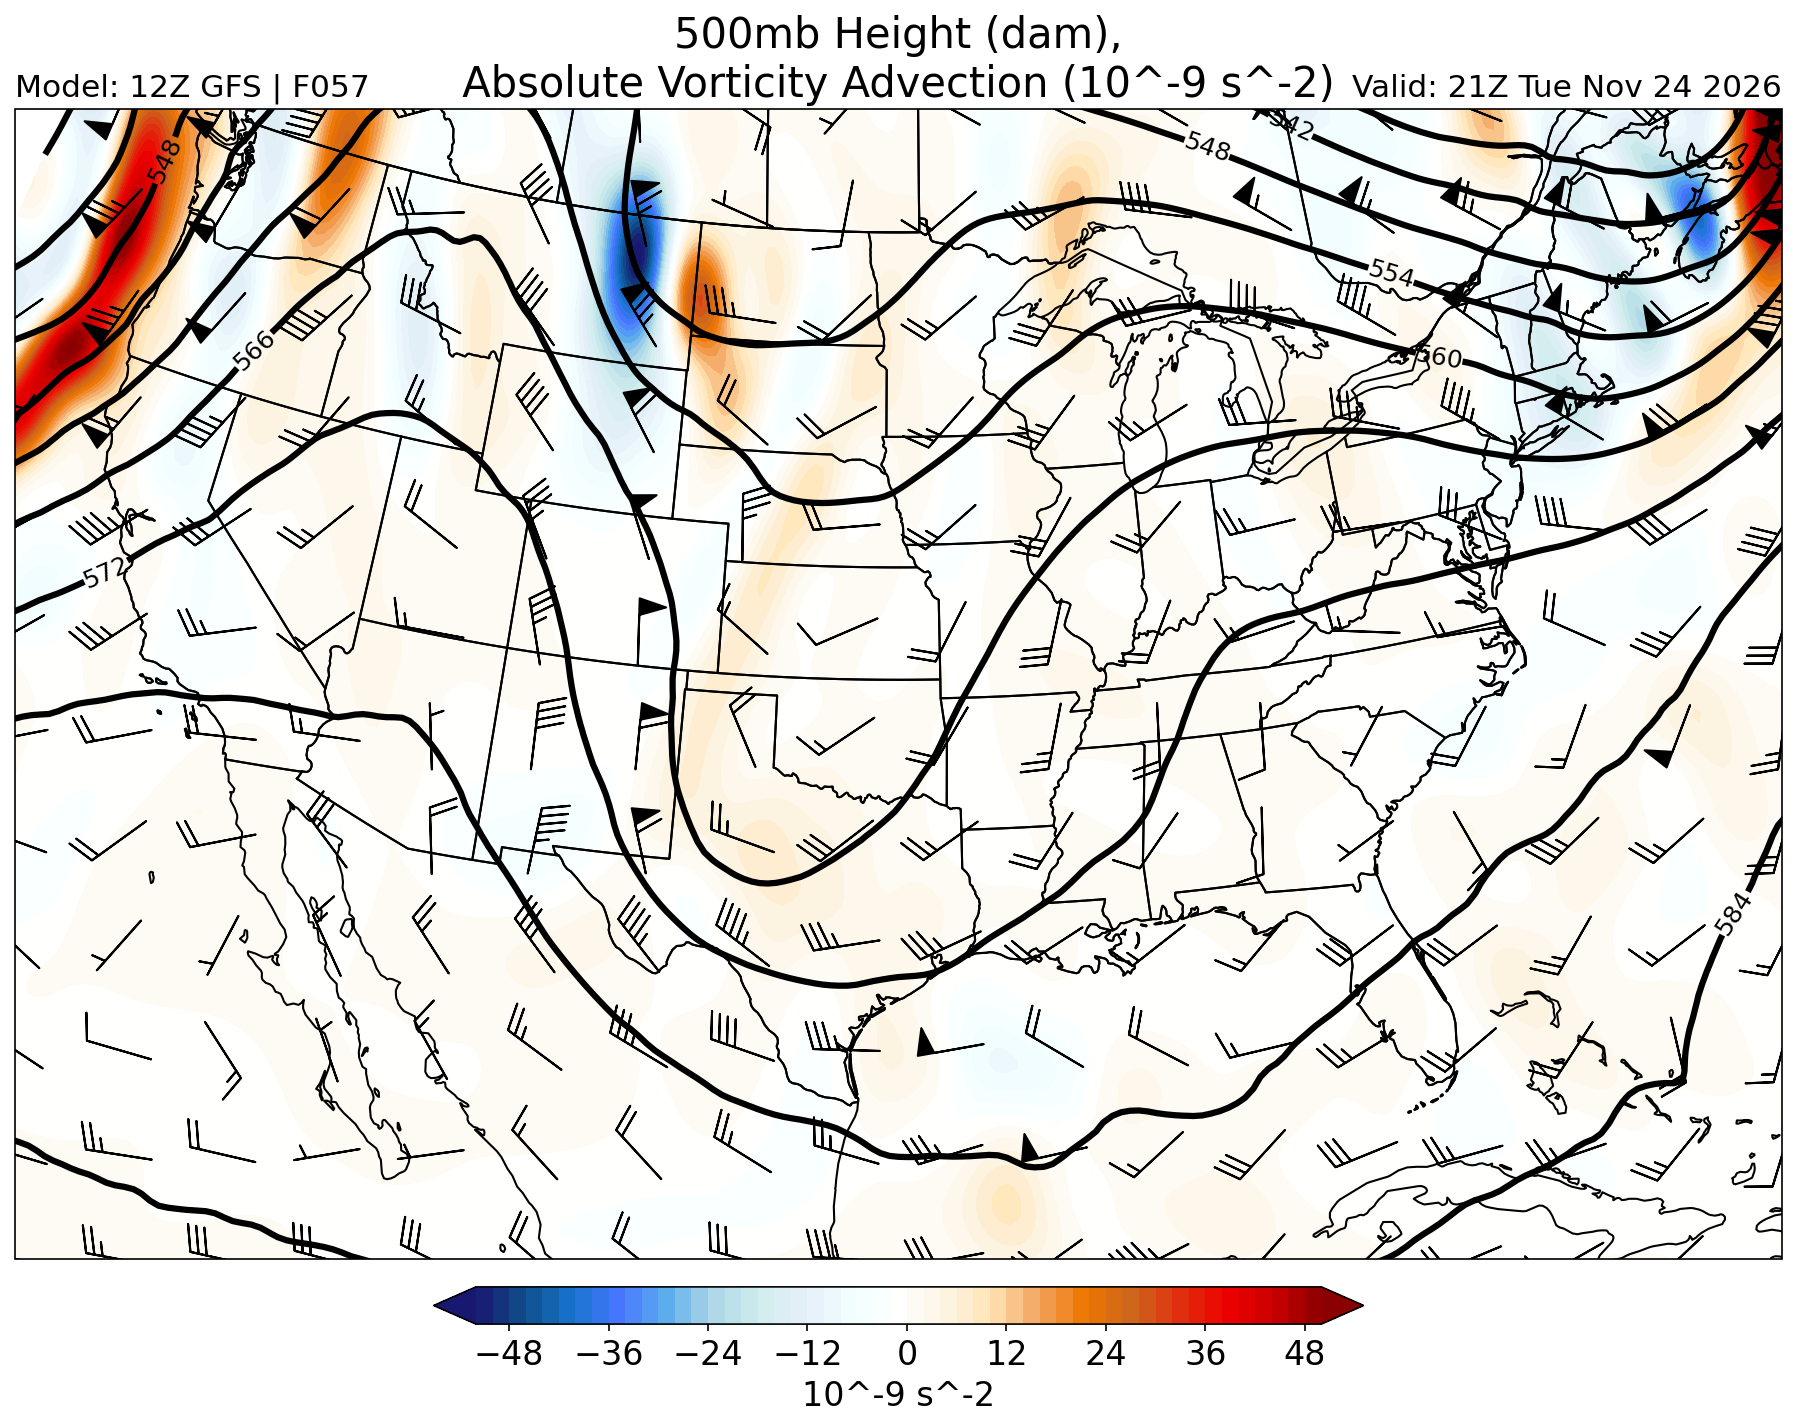 500mb Height (dam),
Model: 12Z GFS | F057
Absolute Vorticity Advection (10^-9 s^-2)
Valid: 21Z Tue Nov 24 2026
542
548
548
554
560
566
572
584
−48 −36 −24 −12 0 12 24 36 48
10^-9 s^-2